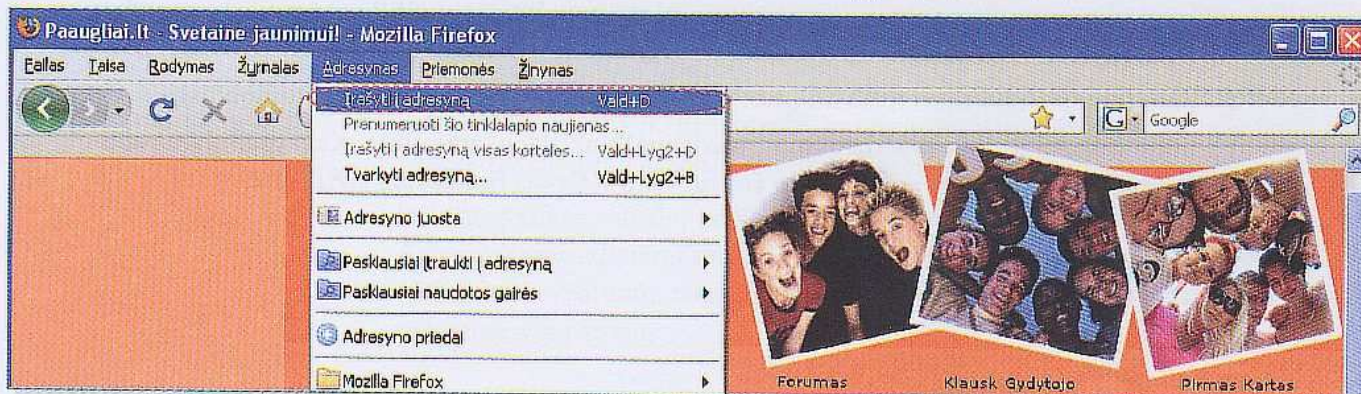 Paaugliai.lt - Svetaine jaunimui! - Mozilla Firefox
Failas Taisa Rodymas Žurnalas Adresynas Priemonės Žinynas
Įrašyti į adresyną Vald+D
Prenumeruoti šio tinklalapio naujienas...
G Google
Įrašyti į adresyną visas korteles... Vald+Lyg2+D
Tvarkyti adresyną... Vald+Lyg2+B
Adresyno juosta
Paskiausiai įtraukti į adresyną
Paskiausiai naudotos gairės
Adresyno priedai
Mozilla Firefox
Forumas Klausk Gydytojo Pirmas Kartas